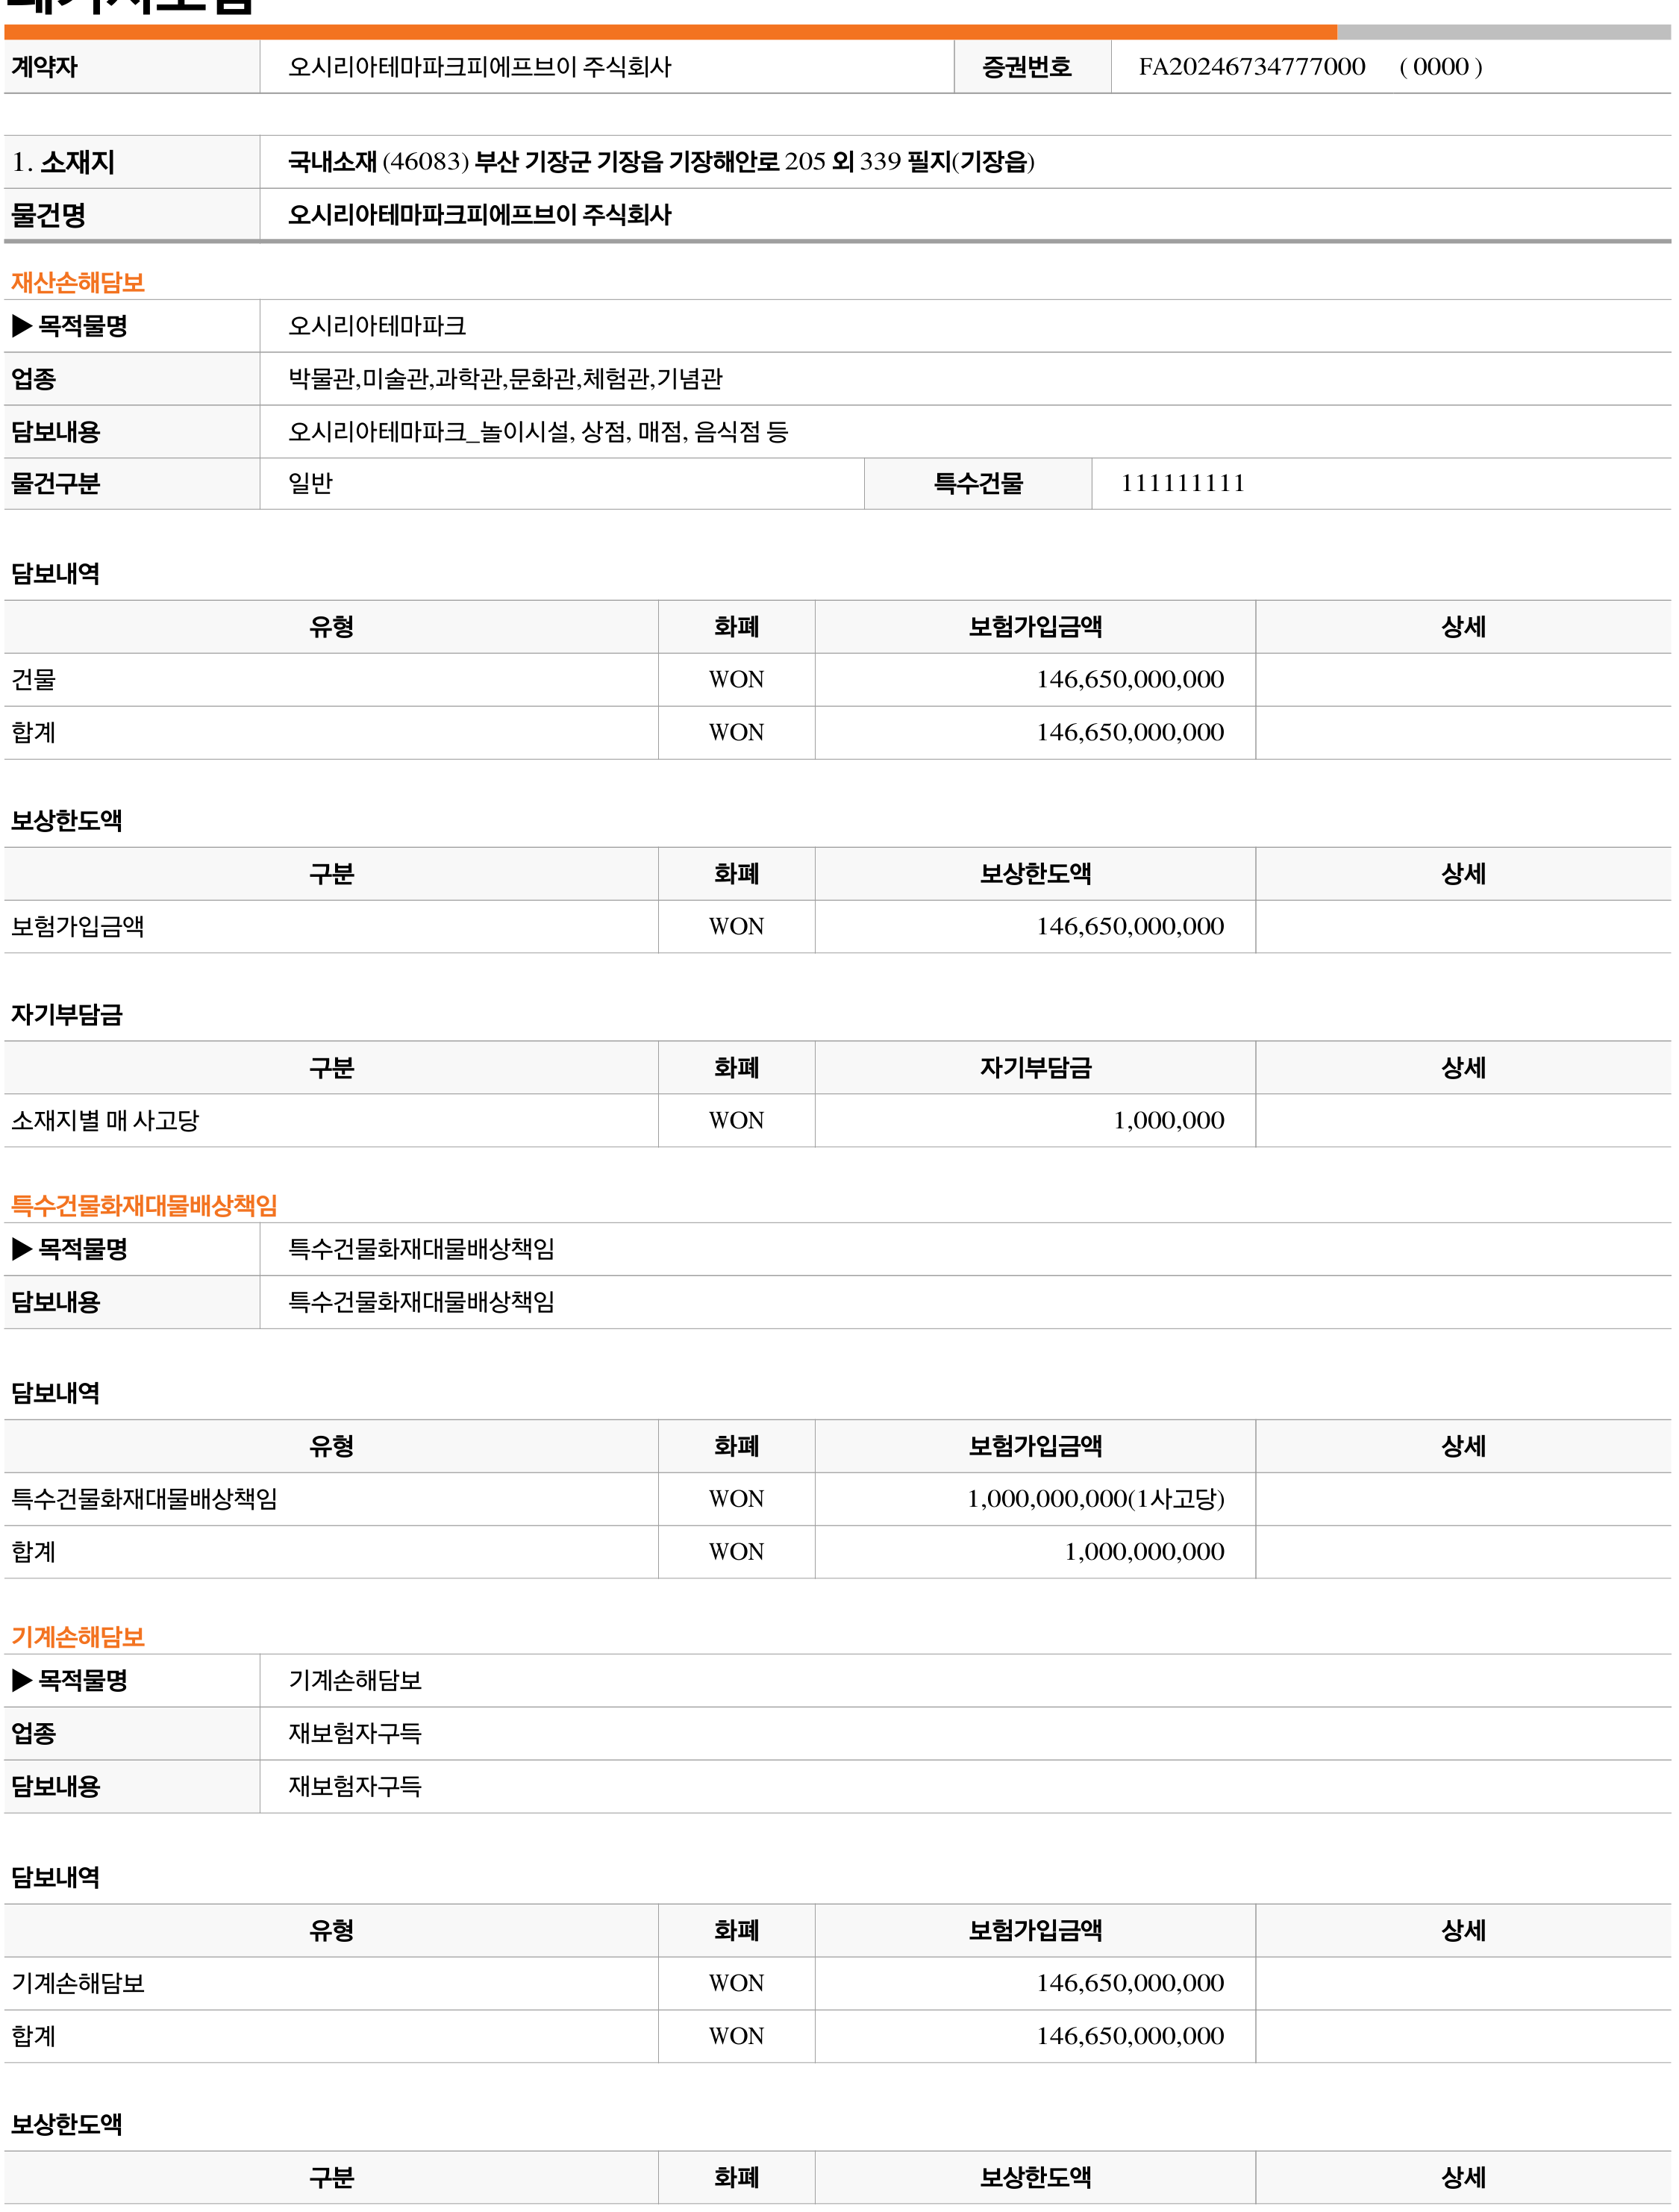 계약자 오시리아테마파크피에프브이 주식회사 증권번호 FA20246734777000 ( 0000 )
1. 소재지 국내소재 (46083) 부산 기장군 기장읍 기장해안로 205 외 339 필지(기장읍)
물건명 오시리아테마파크피에프브이 주식회사
재산손해담보
▶ 목적물명 오시리아테마파크
업종 박물관,미술관,과학관,문화관,체험관,기념관
담보내용 오시리아테마파크_놀이시설, 상점, 매점, 음식점 등
물건구분 일반 특수건물 111111111
담보내역
유형 화폐 보험가입금액 상세
건물 WON 146,650,000,000
합계 WON 146,650,000,000
보상한도액
구분 화폐 보상한도액 상세
보험가입금액 WON 146,650,000,000
자기부담금
구분 화폐 자기부담금 상세
소재지별 매 사고당 WON 1,000,000
특수건물화재대물배상책임
▶ 목적물명 특수건물화재대물배상책임
담보내용 특수건물화재대물배상책임
담보내역
유형 화폐 보험가입금액 상세
특수건물화재대물배상책임 WON 1,000,000,000(1사고당)
합계 WON 1,000,000,000
기계손해담보
▶ 목적물명 기계손해담보
업종 재보험자구득
담보내용 재보험자구득
담보내역
유형 화폐 보험가입금액 상세
기계손해담보 WON 146,650,000,000
합계 WON 146,650,000,000
보상한도액
구분 화폐 보상한도액 상세